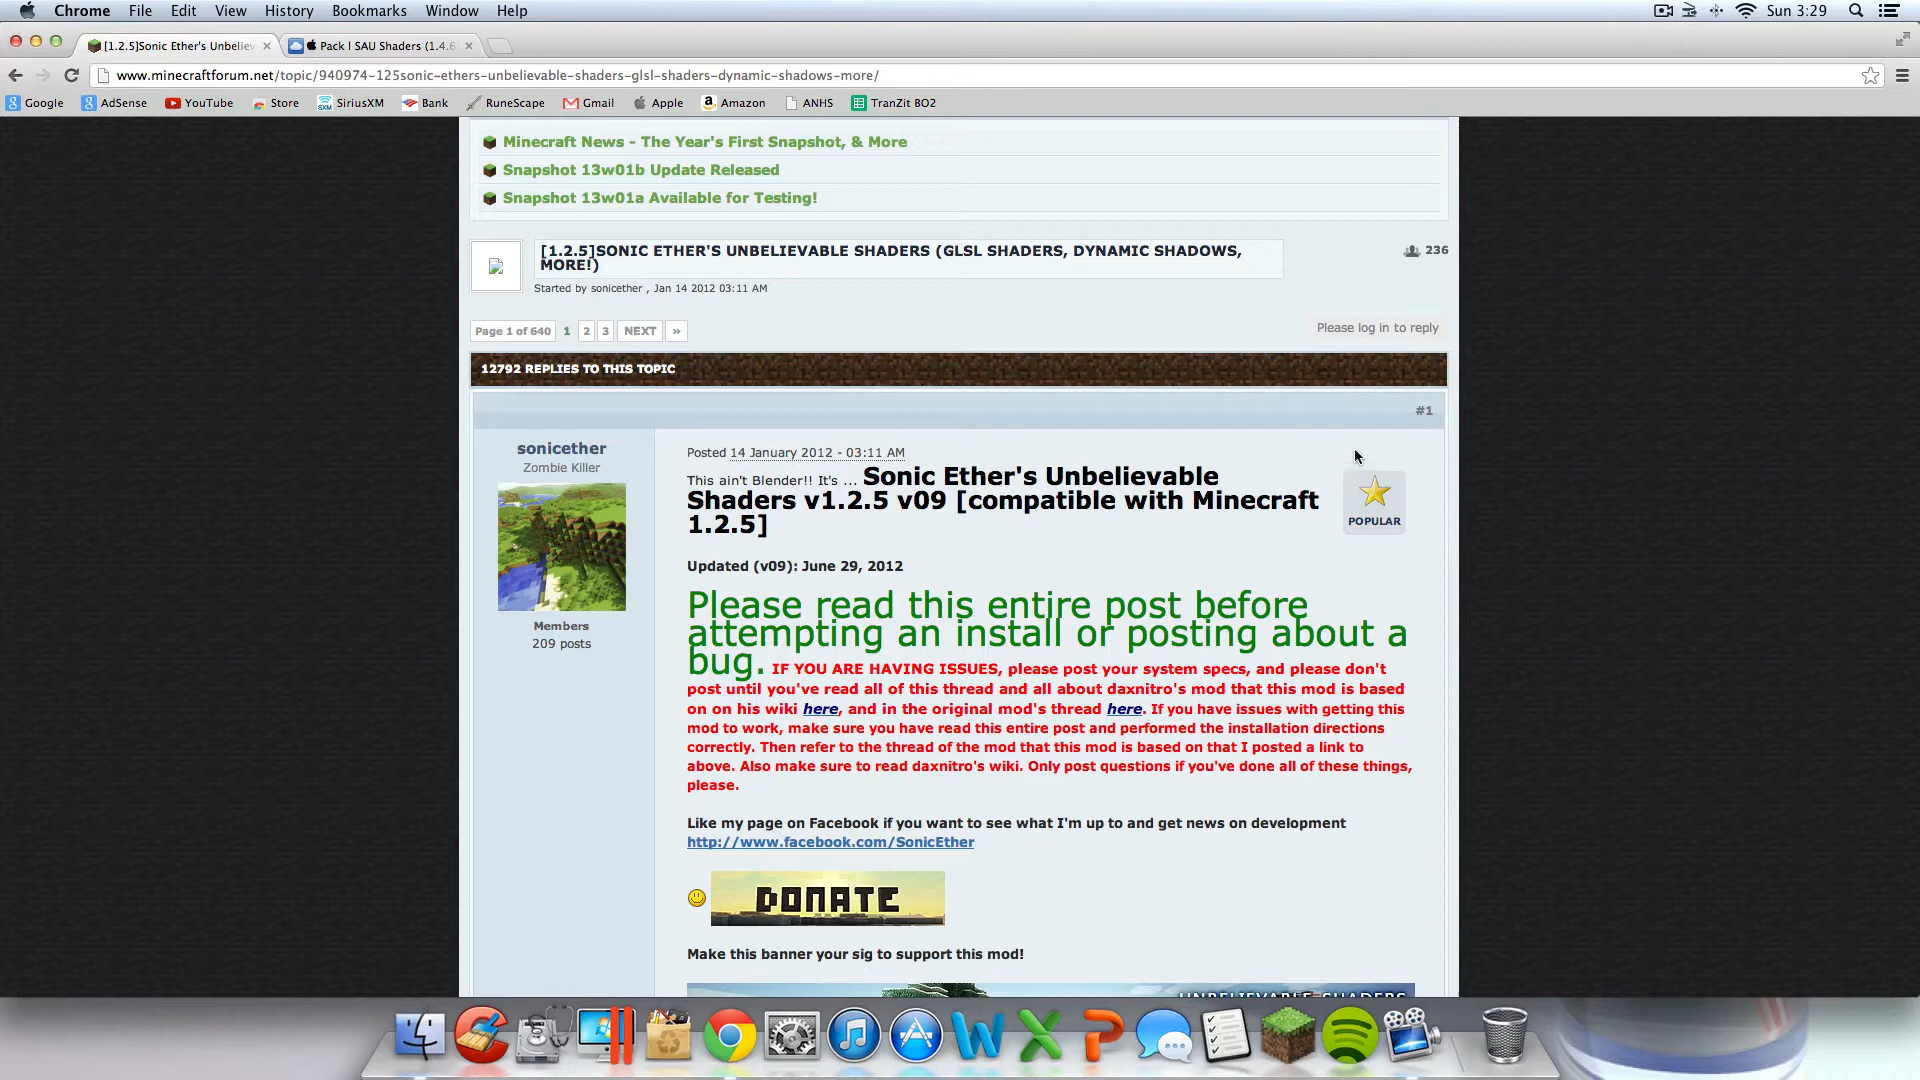 Chrome File Edit View History Bookmarks Window Help Sun 3:29
[1.2.5]Sonic Ether's Unbeliev Pack | SAU Shaders (1.4.6
www.minecraftforum.net/topic/940974-125sonic-ethers-unbelievable-shaders-glsl-shaders-dynamic-shadows-more/
Google AdSense YouTube Store SiriusXM Bank RuneScape Gmail Apple Amazon ANHS TranZit BO2
Minecraft News - The Year's First Snapshot, & More
Snapshot 13w01b Update Released
Snapshot 13w01a Available for Testing!
[1.2.5]SONIC ETHER'S UNBELIEVABLE SHADERS (GLSL SHADERS, DYNAMIC SHADOWS,
MORE!)
236
Started by sonicether , Jan 14 2012 03:11 AM
Page 1 of 640 1 2 3 NEXT »
Please log in to reply
12792 REPLIES TO THIS TOPIC
#1
sonicether
Zombie Killer
Members
209 posts
Posted 14 January 2012 - 03:11 AM
This ain't Blender!! It's ... Sonic Ether's Unbelievable
Shaders v1.2.5 v09 [compatible with Minecraft
1.2.5]
POPULAR
Updated (v09): June 29, 2012
Please read this entire post before
attempting an install or posting about a
bug. IF YOU ARE HAVING ISSUES, please post your system specs, and please don't
post until you've read all of this thread and all about daxnitro's mod that this mod is based
on on his wiki here, and in the original mod's thread here. If you have issues with getting this
mod to work, make sure you have read this entire post and performed the installation directions
correctly. Then refer to the thread of the mod that this mod is based on that I posted a link to
above. Also make sure to read daxnitro's wiki. Only post questions if you've done all of these things,
please.
Like my page on Facebook if you want to see what I'm up to and get news on development
http://www.facebook.com/SonicEther
DONATE
Make this banner your sig to support this mod!
UNBELIEVABLE SHADERS